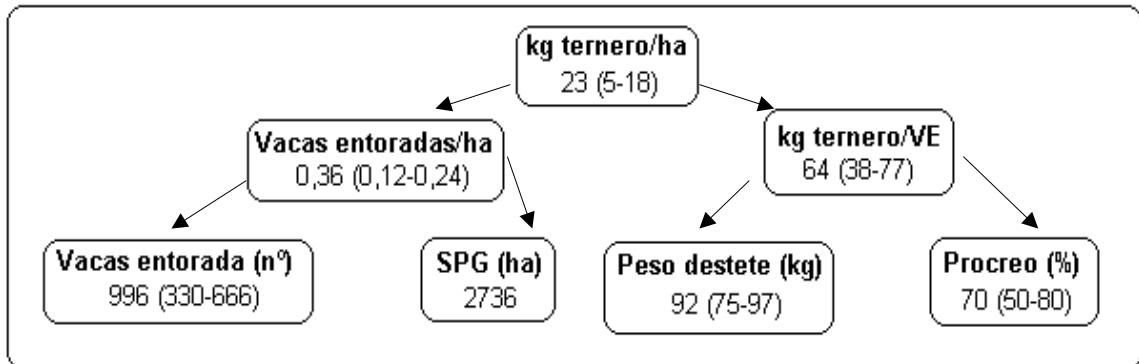 kg ternero/ha
23 (5-18)
Vacas entoradas/ha
0,36 (0,12-0,24)
kg ternero/VE
64 (38-77)
Vacas entorada (nº)
996 (330-666)
SPG (ha)
2736
Peso destete (kg)
92 (75-97)
Procreo (%)
70 (50-80)